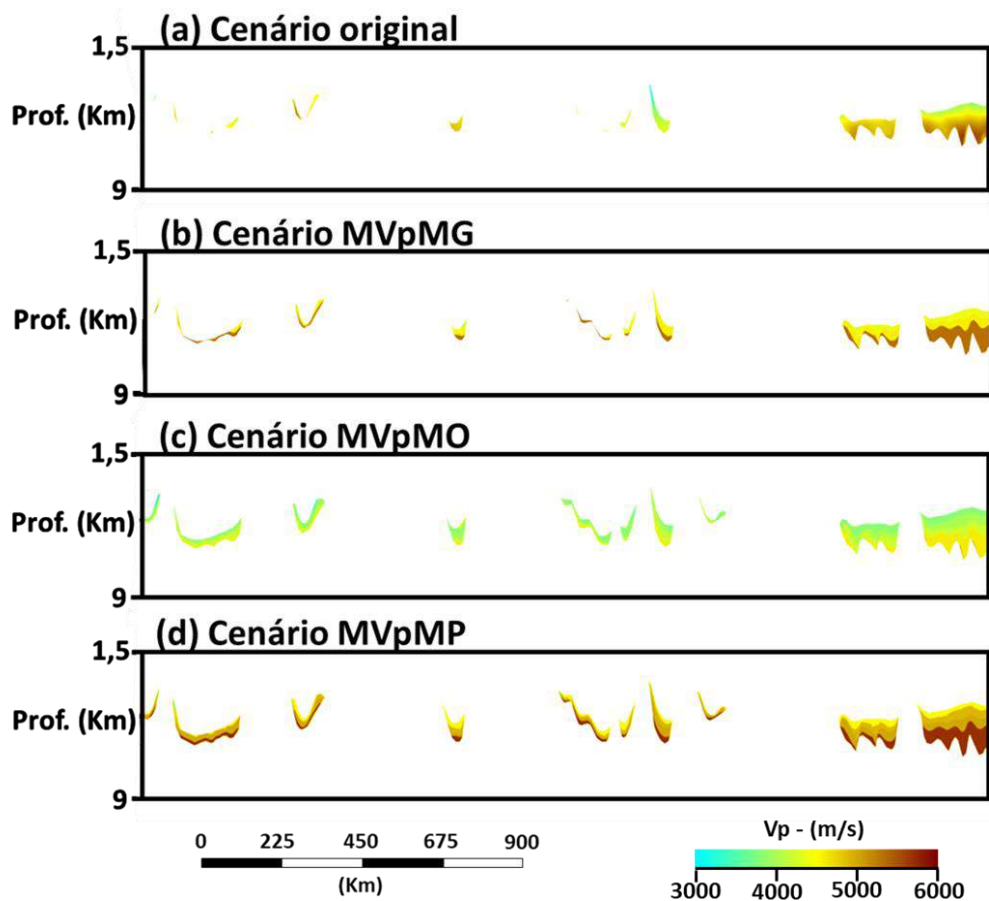 (a) Cenário original
1,5
Prof. (Km)
9
(b) Cenário MVpMG
1,5
Prof. (Km)
9
(c) Cenário MVpMO
1,5
Prof. (Km)
9
(d) Cenário MVpMP
1,5
Prof. (Km)
9
0 225 450 675 900
(Km)
Vp - (m/s)
3000 4000 5000 6000